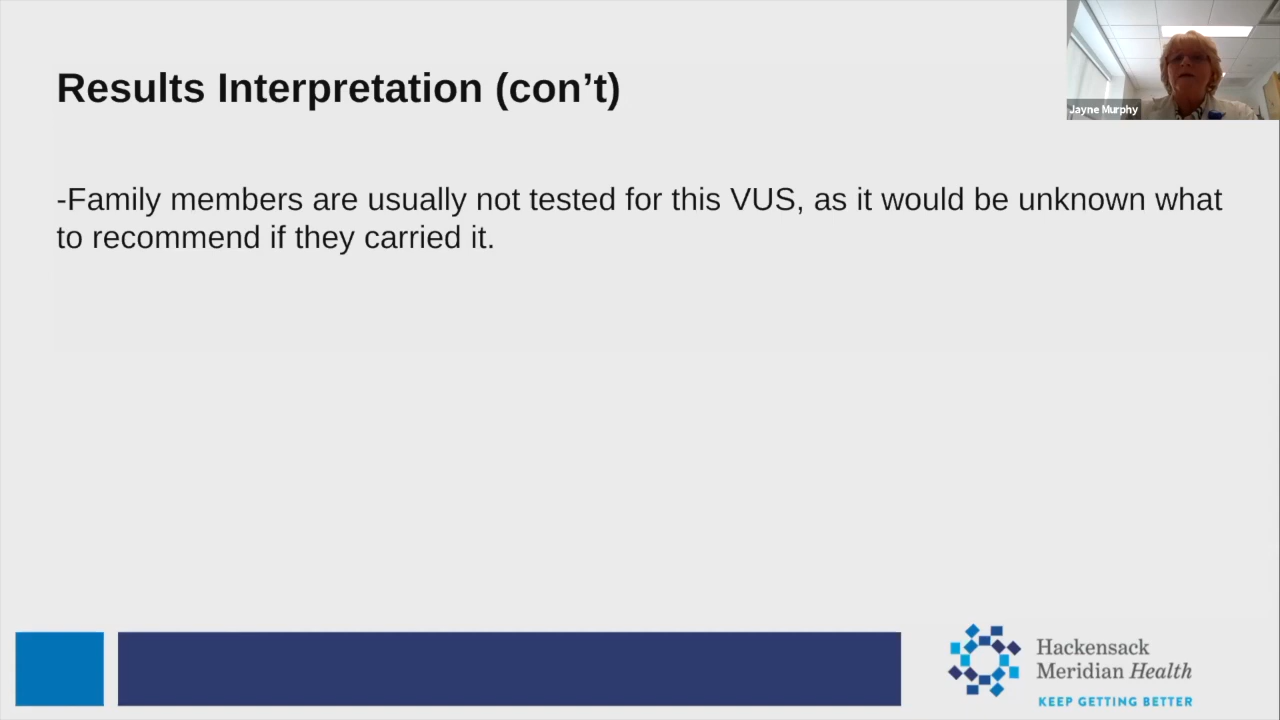 Results Interpretation (con’t)
Jayne Murphy
-Family members are usually not tested for this VUS, as it would be unknown what
to recommend if they carried it.
Hackensack
Meridian Health
KEEP GETTING BETTER